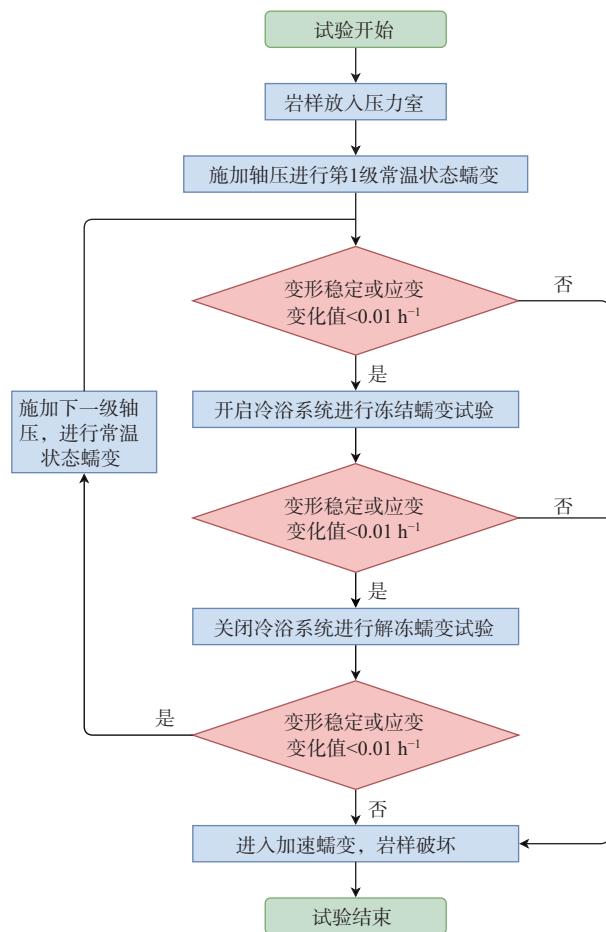 试验开始
岩样放入压力室
施加轴压进行第1级常温状态蠕变
变形稳定或应变
变化值<0.01 h⁻¹
否
是
开启冷浴系统进行冻结蠕变试验
施加下一级轴
压，进行常温
状态蠕变
变形稳定或应变
变化值<0.01 h⁻¹
否
是
关闭冷浴系统进行解冻蠕变试验
变形稳定或应变
变化值<0.01 h⁻¹
是
否
进入加速蠕变，岩样破坏
试验结束